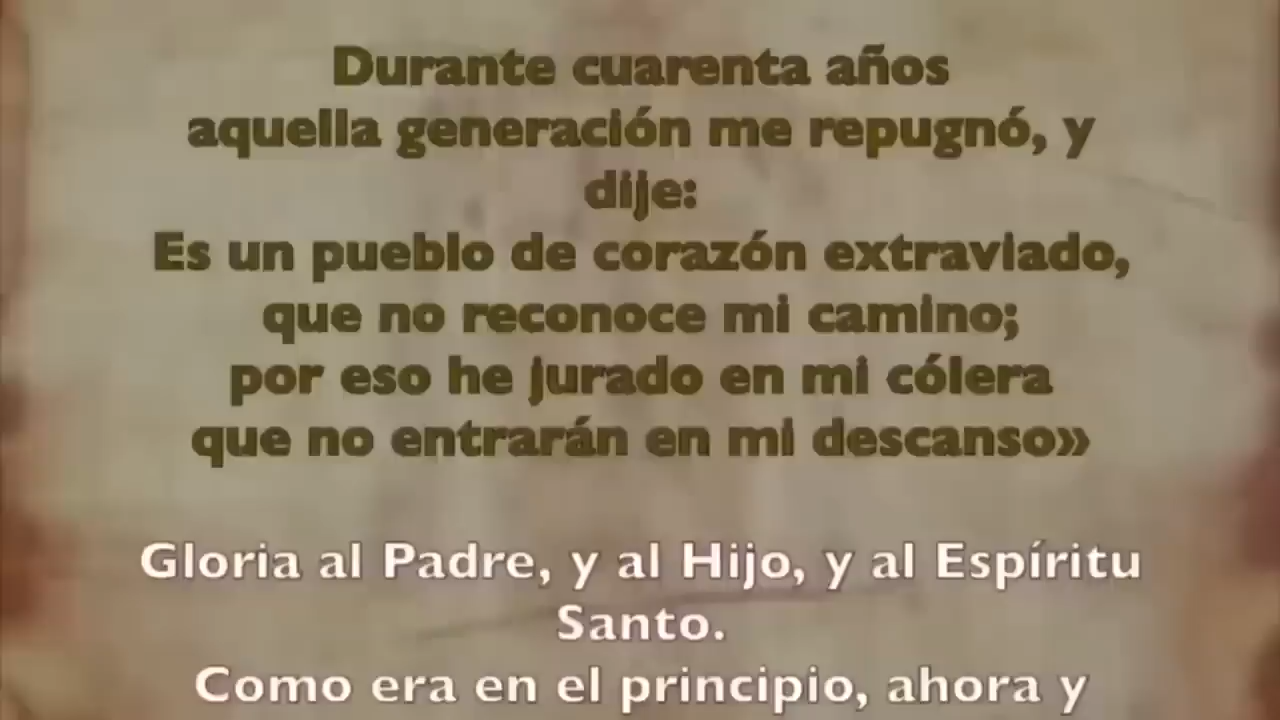 Durante cuarenta años
aquella generación me repugnó, y
dije:
Es un pueblo de corazón extraviado,
que no reconoce mi camino;
por eso he jurado en mi cólera
que no entrarán en mi descanso»
Gloria al Padre, y al Hijo, y al Espíritu
Santo.
Como era en el principio, ahora y